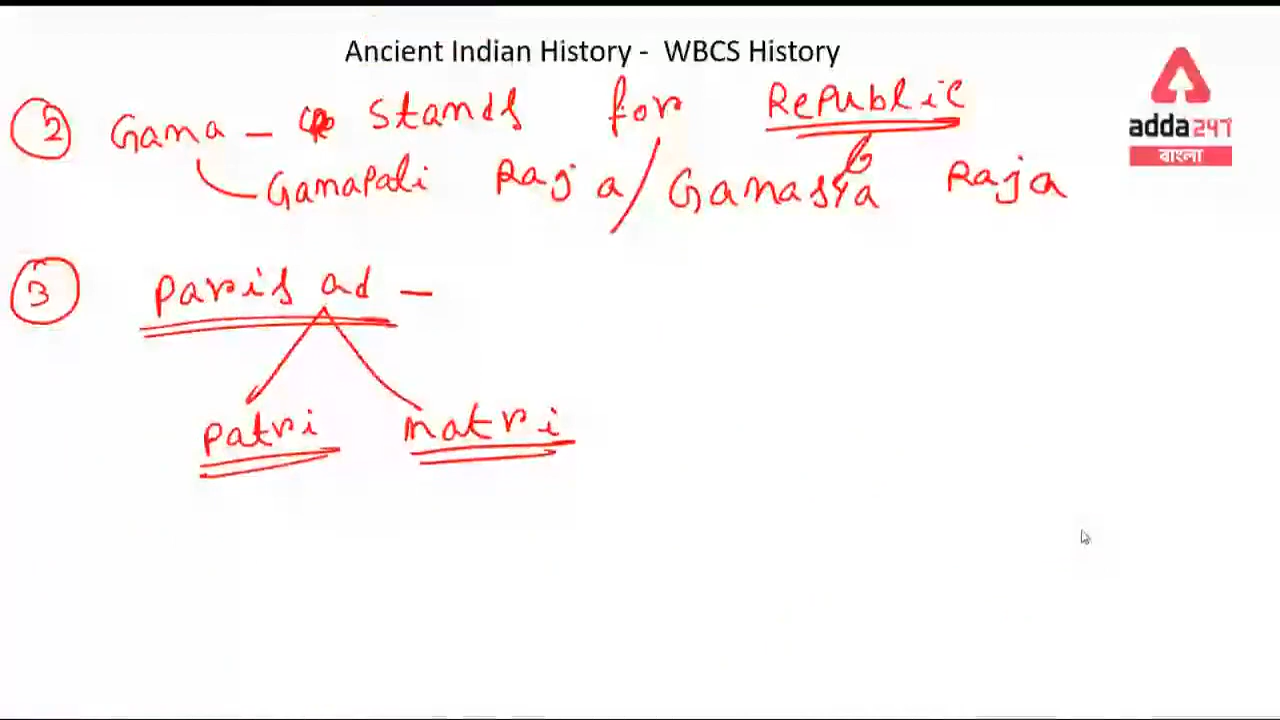 Ancient Indian History - WBCS History
adda247
বাংলা
2 Gana - stands for Republic
Ganapati Raja / Ganasya Raja
3 Parisad -
patri matri